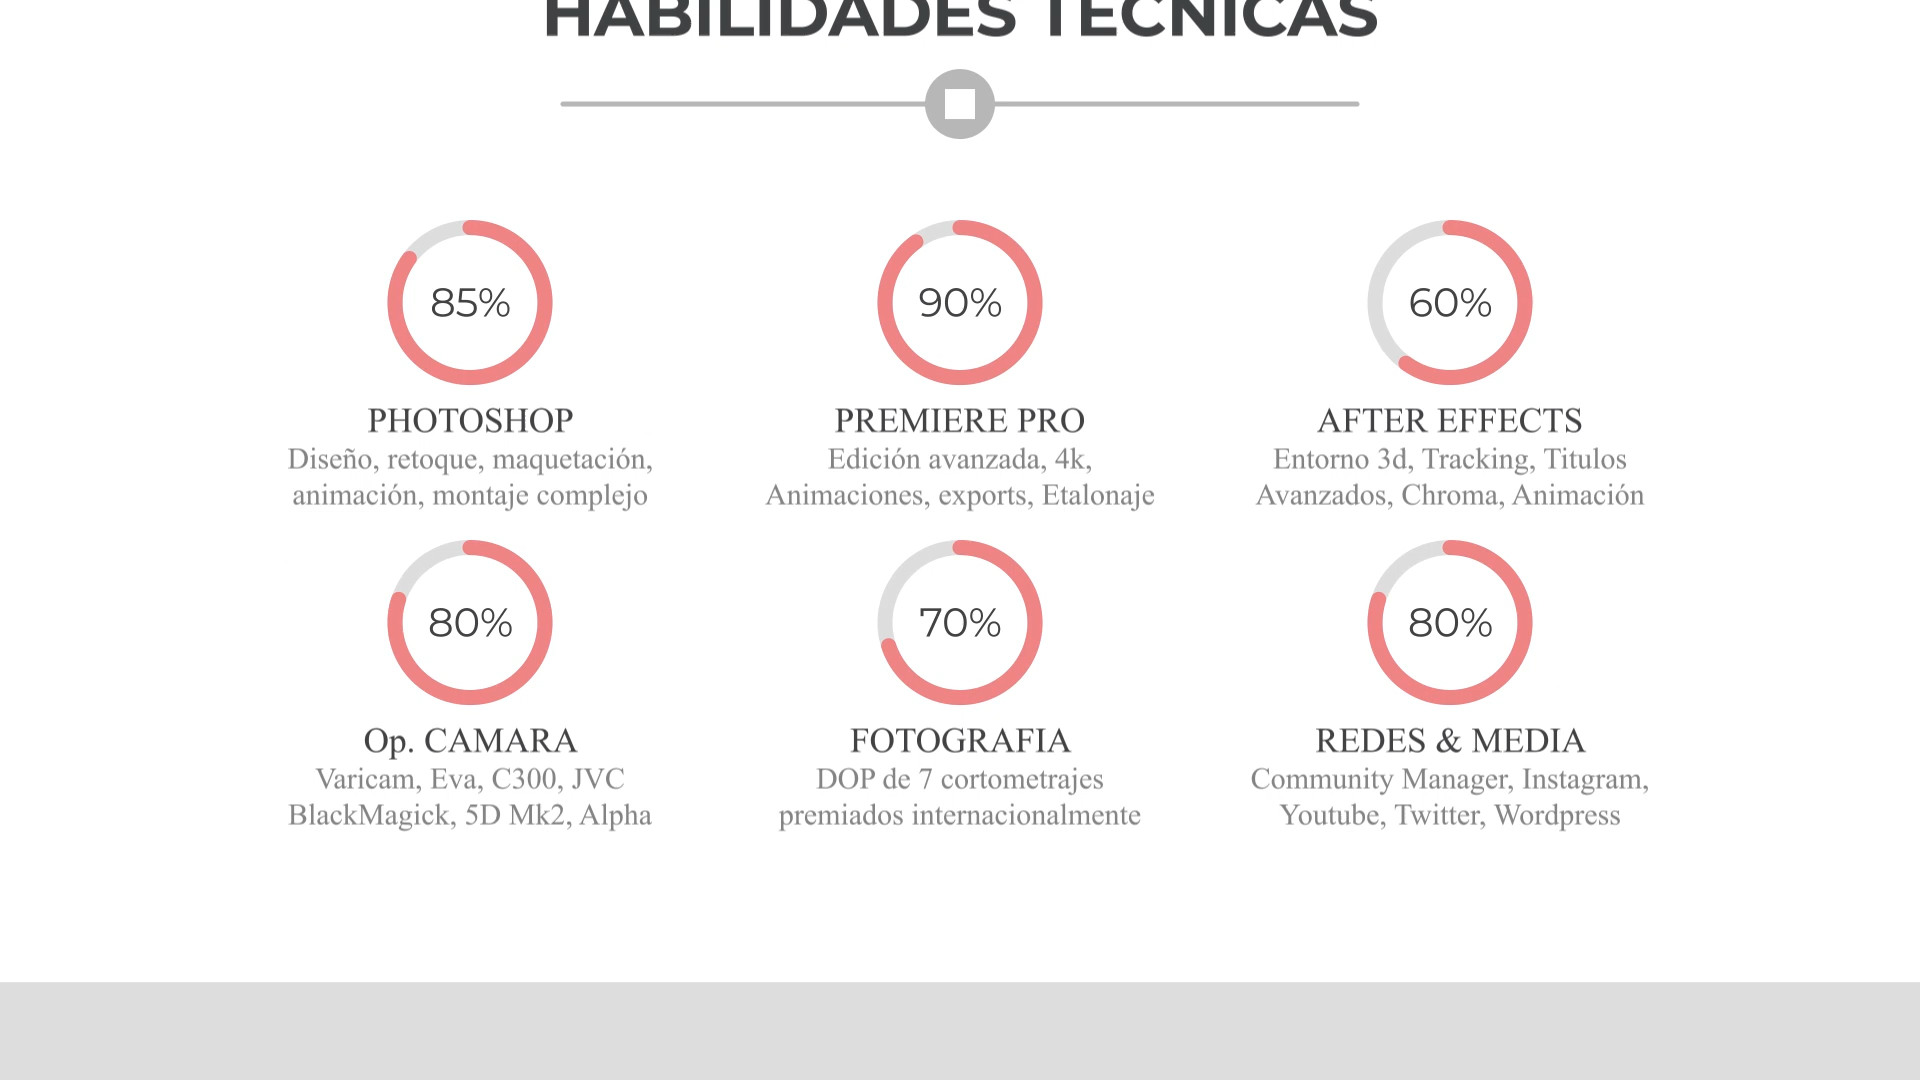 HABILIDADES TECNICAS
85%
90%
60%
PHOTOSHOP
Diseño, retoque, maquetación,
animación, montaje complejo
PREMIERE PRO
Edición avanzada, 4k,
Animaciones, exports, Etalonaje
AFTER EFFECTS
Entorno 3d, Tracking, Titulos
Avanzados, Chroma, Animación
80%
70%
80%
Op. CAMARA
Varicam, Eva, C300, JVC
BlackMagick, 5D Mk2, Alpha
FOTOGRAFIA
DOP de 7 cortometrajes
premiados internacionalmente
REDES & MEDIA
Community Manager, Instagram,
Youtube, Twitter, Wordpress